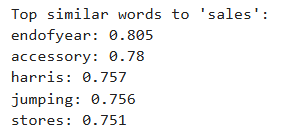 Top similar words to 'sales':
endofyear: 0.805
accessory: 0.78
harris: 0.757
jumping: 0.756
stores: 0.751